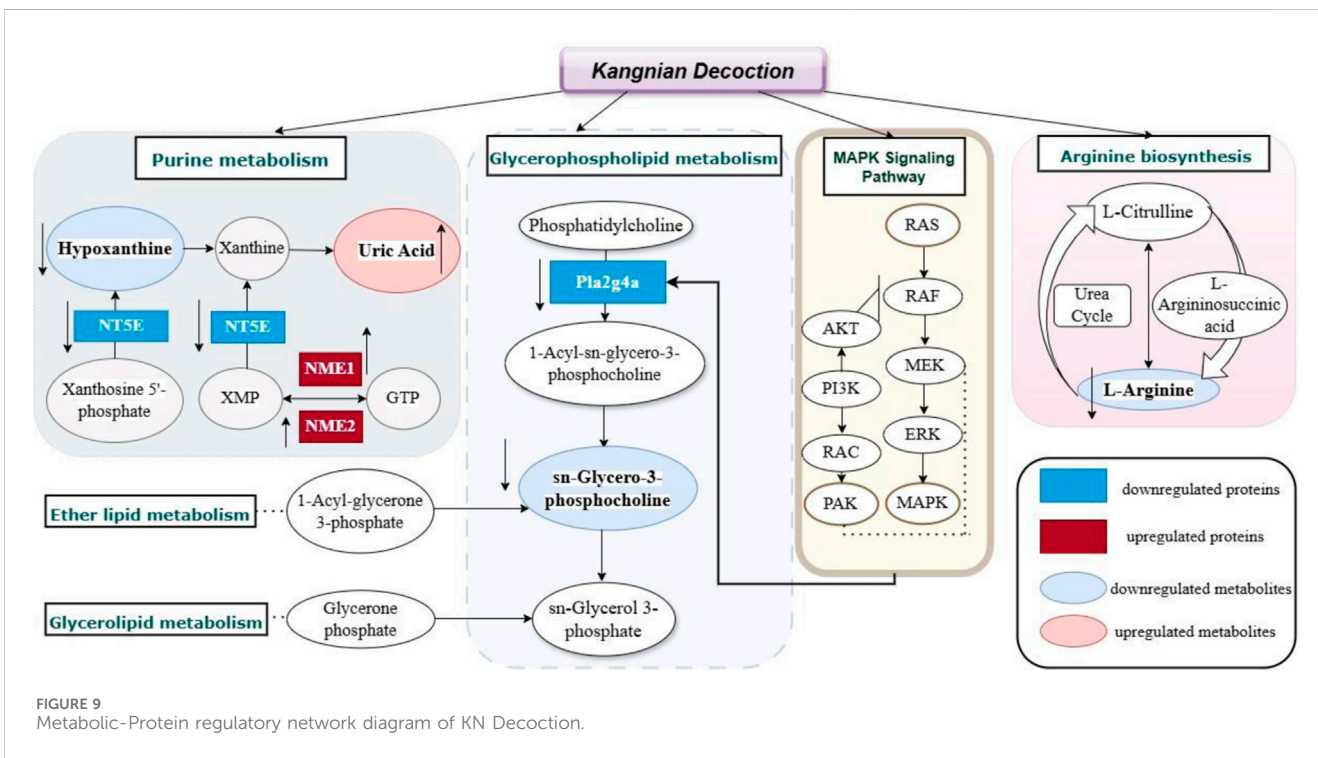 Kangnian Decoction
Purine metabolism
Hypoxanthine
Xanthine
Uric Acid
NT5E
NT5E
NME1
Xanthosine 5'-
phosphate
XMP
GTP
NME2
Ether lipid metabolism
1-Acyl-glycerone
3-phosphate
Glycerolipid metabolism
Glycerone
phosphate
Glycerophospholipid metabolism
Phosphatidylcholine
Pla2g4a
1-Acyl-sn-glycero-3-
phosphocholine
sn-Glycero-3-
phosphocholine
sn-Glycerol 3-
phosphate
MAPK Signaling
Pathway
RAS
RAF
AKT
MEK
PI3K
ERK
RAC
PAK
MAPK
Arginine biosynthesis
L-Citrulline
Urea
Cycle
L-
Argininosuccinic
acid
L-Arginine
downregulated proteins
upregulated proteins
downregulated metabolites
upregulated metabolites
FIGURE 9
Metabolic-Protein regulatory network diagram of KN Decoction.